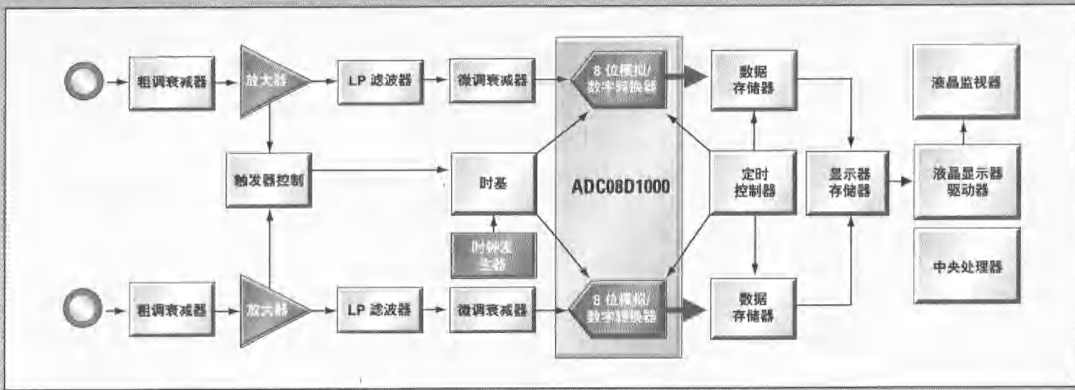 粗调衰减器
放大器
LP 滤波器
微调衰减器
8 位模拟/
数字转换器
数据
存储器
液晶监视器
触发器控制
时基
ADC08D1000
定时
控制器
显示器
存储器
液晶显示器
驱动器
时钟发
生器
中央处理器
粗调衰减器
放大器
LP 滤波器
微调衰减器
8 位模拟/
数字转换器
数据
存储器